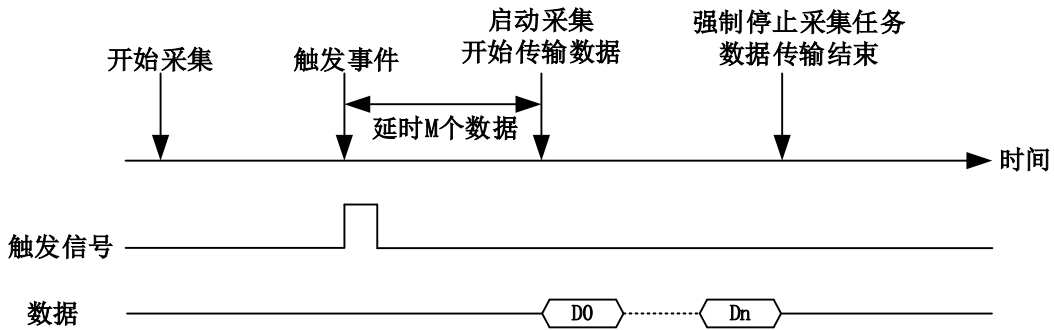 开始采集
触发事件
启动采集
开始传输数据
强制停止采集任务
数据传输结束
延时M个数据
时间
触发信号
数据
D0
Dn